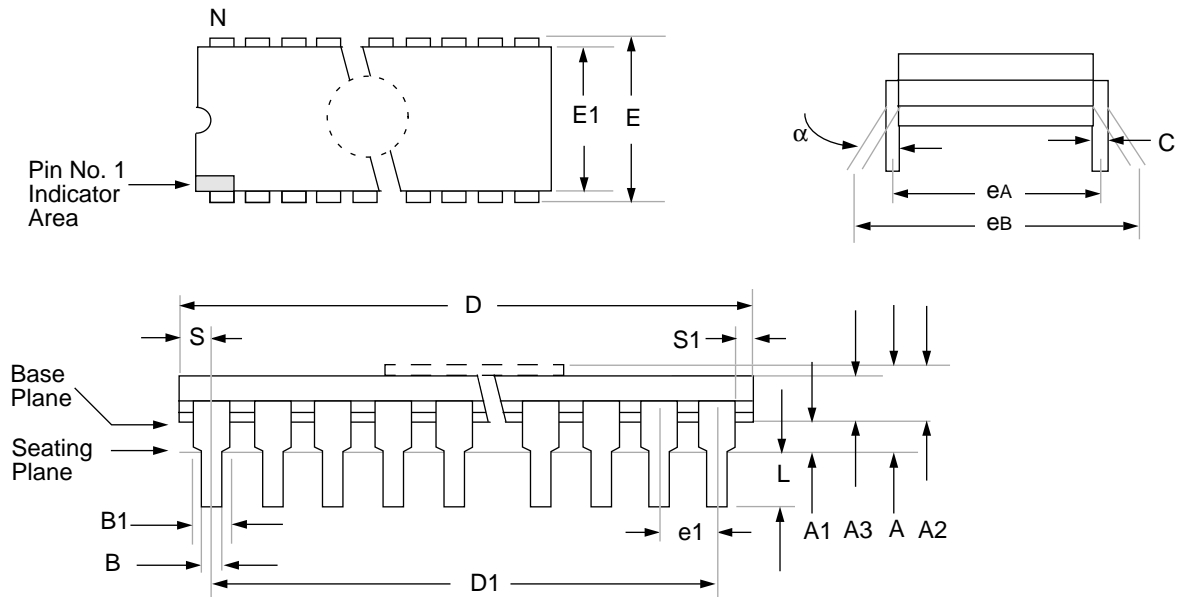 N
E1
E
Pin No. 1
Indicator
Area
α
C
eA
eB
D
S
S1
Base
Plane
Seating
Plane
L
B1
B
e1
A1
A3
A
A2
D1